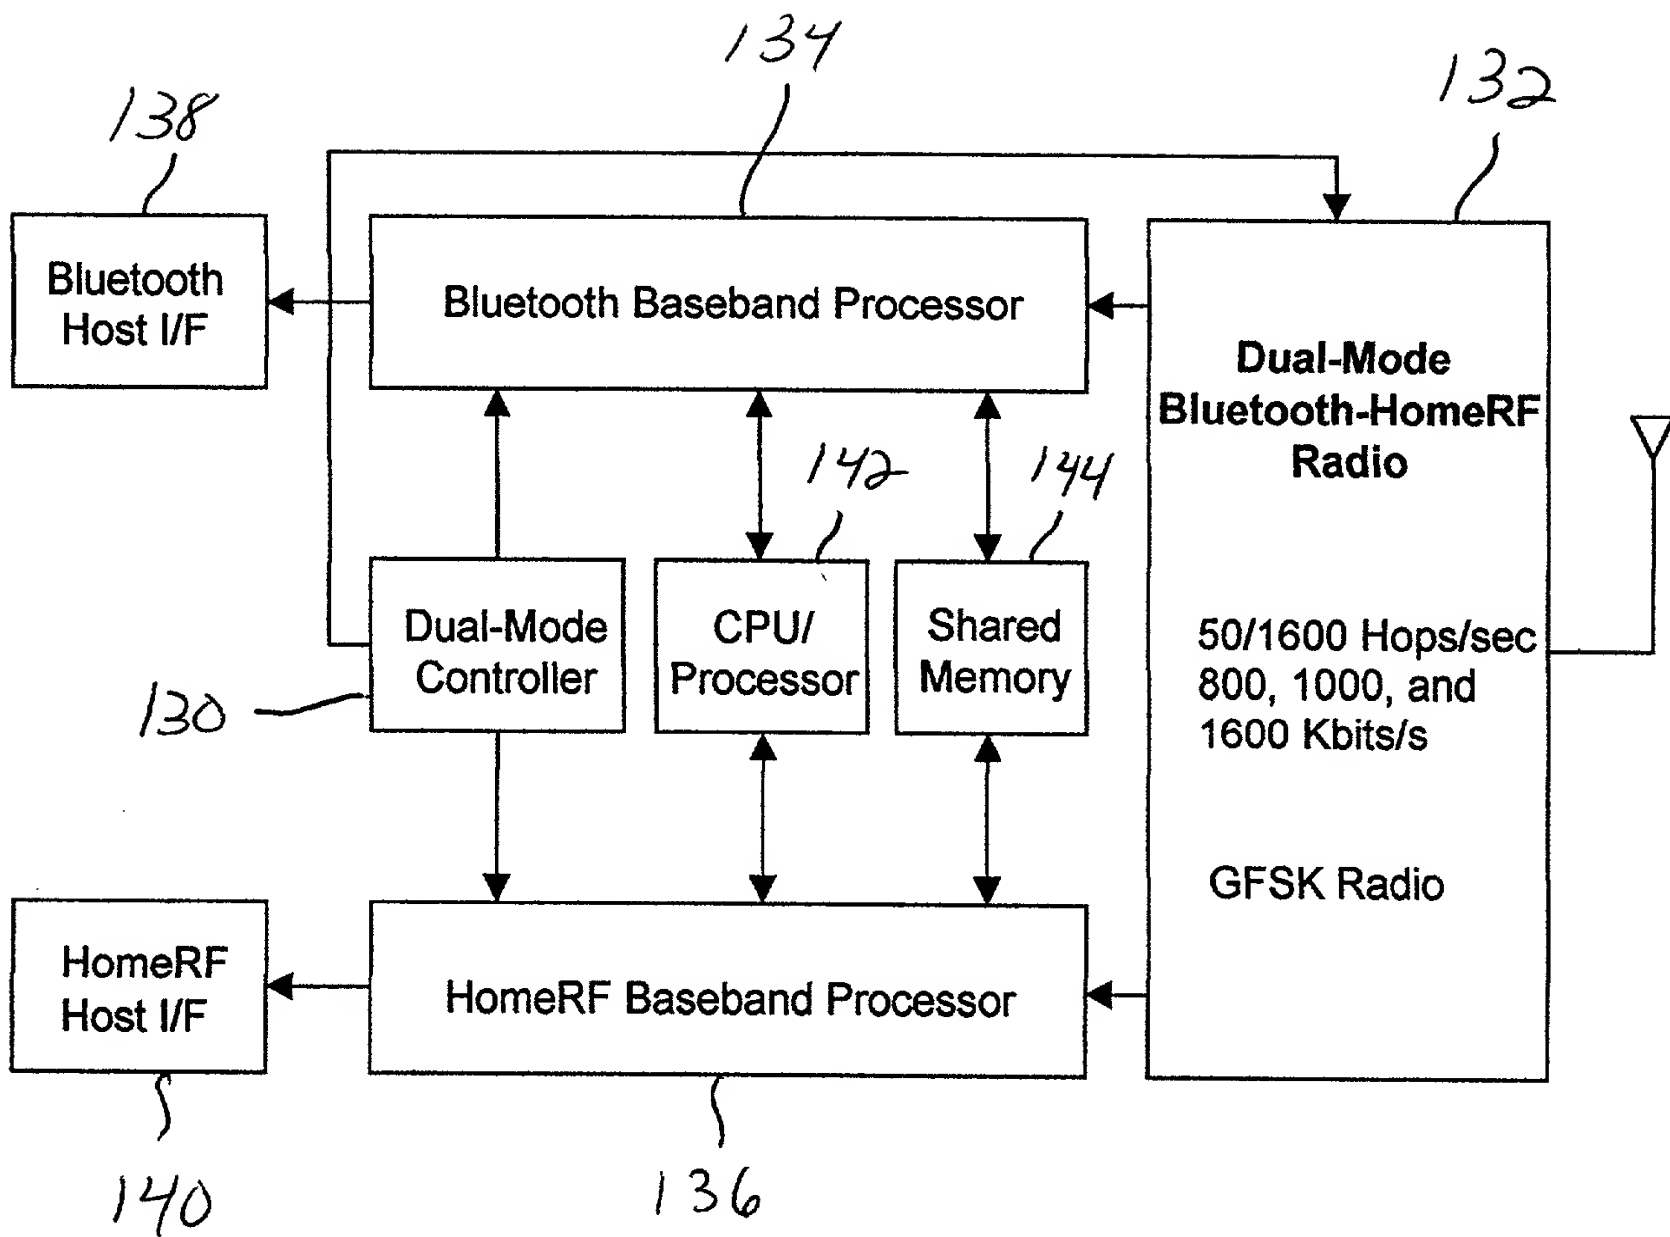 134
132
138
Bluetooth
Host I/F
Bluetooth Baseband Processor
Dual-Mode
Bluetooth-HomeRF
Radio
142
144
Dual-Mode
Controller
CPU/
Processor
Shared
Memory
50/1600 Hops/sec
800, 1000, and
1600 Kbits/s
130
GFSK Radio
HomeRF
Host I/F
HomeRF Baseband Processor
140
136